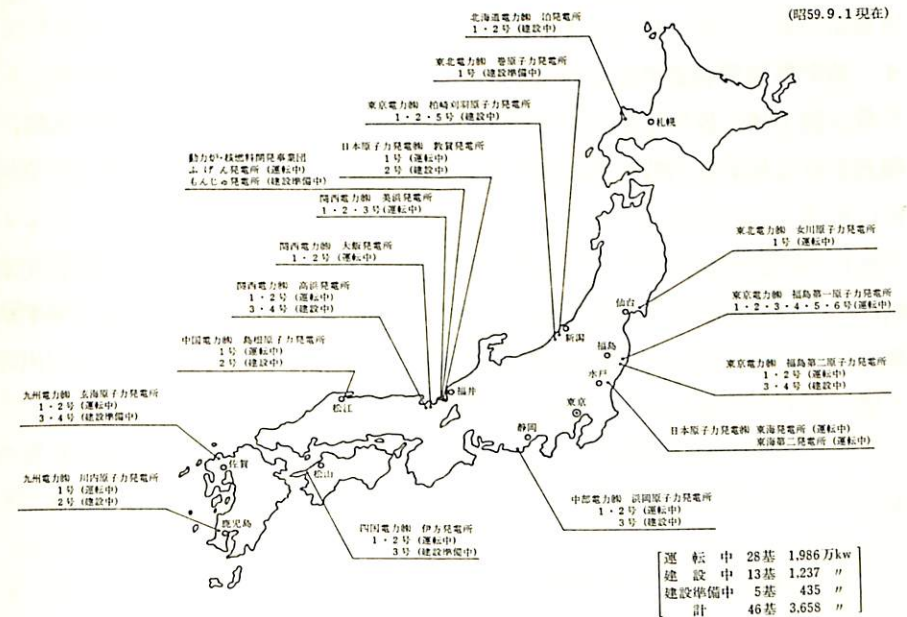 (昭59.9.1現在)
北海道電力㈱ 泊発電所
1・2号 (建設中)
東北電力㈱ 巻原子力発電所
1号 (建設準備中)
東京電力㈱ 柏崎刈羽原子力発電所
1・2・5号 (建設中)
日本原子力発電㈱ 敦賀発電所
1号 (運転中)
2号 (建設中)
動力炉・核燃料開発事業団
ふげん発電所 (運転中)
もんじゅ発電所 (建設準備中)
関西電力㈱ 美浜発電所
1・2・3号 (運転中)
関西電力㈱ 大飯発電所
1・2号 (運転中)
関西電力㈱ 高浜発電所
1・2号 (運転中)
3・4号 (建設中)
中国電力㈱ 島根原子力発電所
1号 (運転中)
2号 (建設中)
九州電力㈱ 玄海原子力発電所
1・2号 (運転中)
3・4号 (建設準備中)
九州電力㈱ 川内原子力発電所
1号 (運転中)
2号 (建設中)
四国電力㈱ 伊方発電所
1・2号 (運転中)
3号 (建設準備中)
中部電力㈱ 浜岡原子力発電所
1・2号 (運転中)
3号 (建設中)
日本原子力発電㈱ 東海発電所 (運転中)
東海第二発電所 (運転中)
東京電力㈱ 福島第二原子力発電所
1・2号 (運転中)
3・4号 (建設中)
東京電力㈱ 福島第一原子力発電所
1・2・3・4・5・6号 (運転中)
東北電力㈱ 女川原子力発電所
1号 (運転中)
札幌
仙台
新潟
福島
水戸
東京
静岡
福井
松江
松山
佐賀
鹿児島
運転中 28基 1,986万kw
建設中 13基 1,237 〃
建設準備中 5基 435 〃
計 46基 3,658 〃